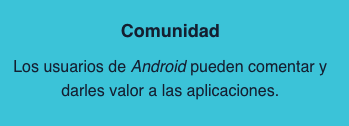 Comunidad
Los usuarios de Android pueden comentar y
darles valor a las aplicaciones.